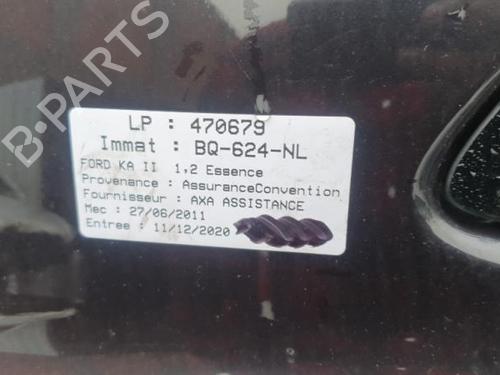 B-PARTS
LP : 470679
Immat : BQ-624-NL
FORD KA II 1,2 Essence
Provenance : AssuranceConvention
Fournisseur : AXA ASSISTANCE
Mec : 27/06/2011
Entree : 11/12/2020